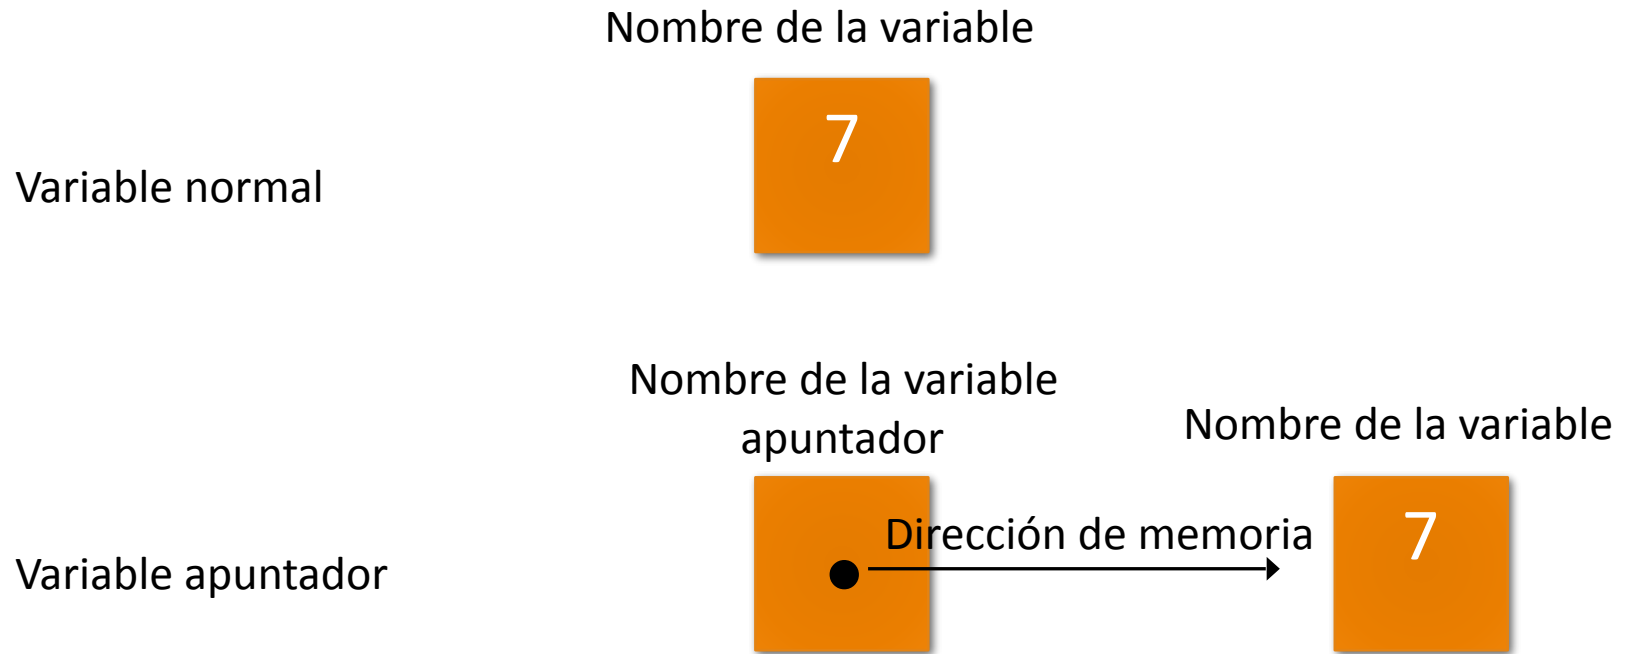 Nombre de la variable
7
Variable normal
Nombre de la variable
apuntador
Nombre de la variable
Dirección de memoria
7
Variable apuntador